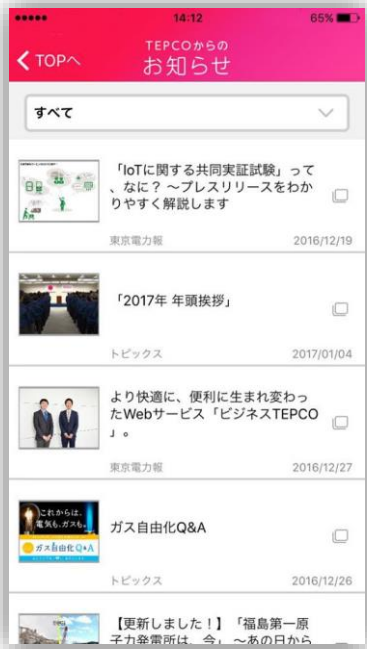 14:12
65%
TOPへ
TEPCOからの
お知らせ
すべて
「IoTに関する共同実証試験」って
、なに？ ～プレスリリースをわか
りやすく解説します
東京電力報
2016/12/19
「2017年 年頭挨拶」
トピックス
2017/01/04
より快適に、便利に生まれ変わっ
たWebサービス「ビジネスTEPCO
」。
東京電力報
2016/12/27
これからは、
電気も、ガスも。
ガス自由化Q&A
ガス自由化Q&A
トピックス
2016/12/26
【更新しました！】「福島第一原
子力発電所は、今」 ～あの日から